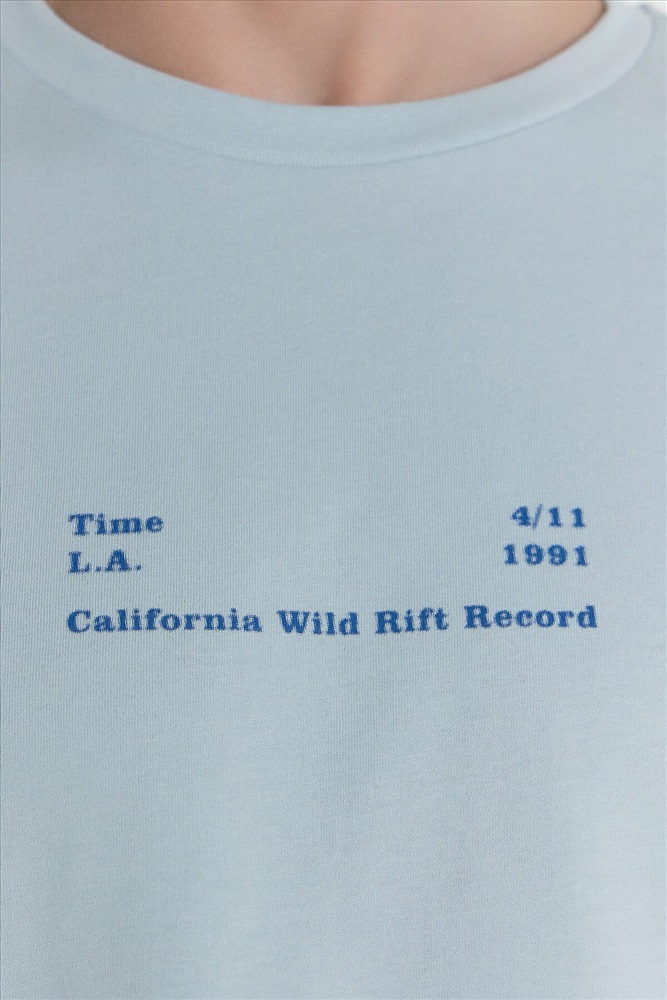 Time 4/11
L.A. 1991
California Wild Rift Record